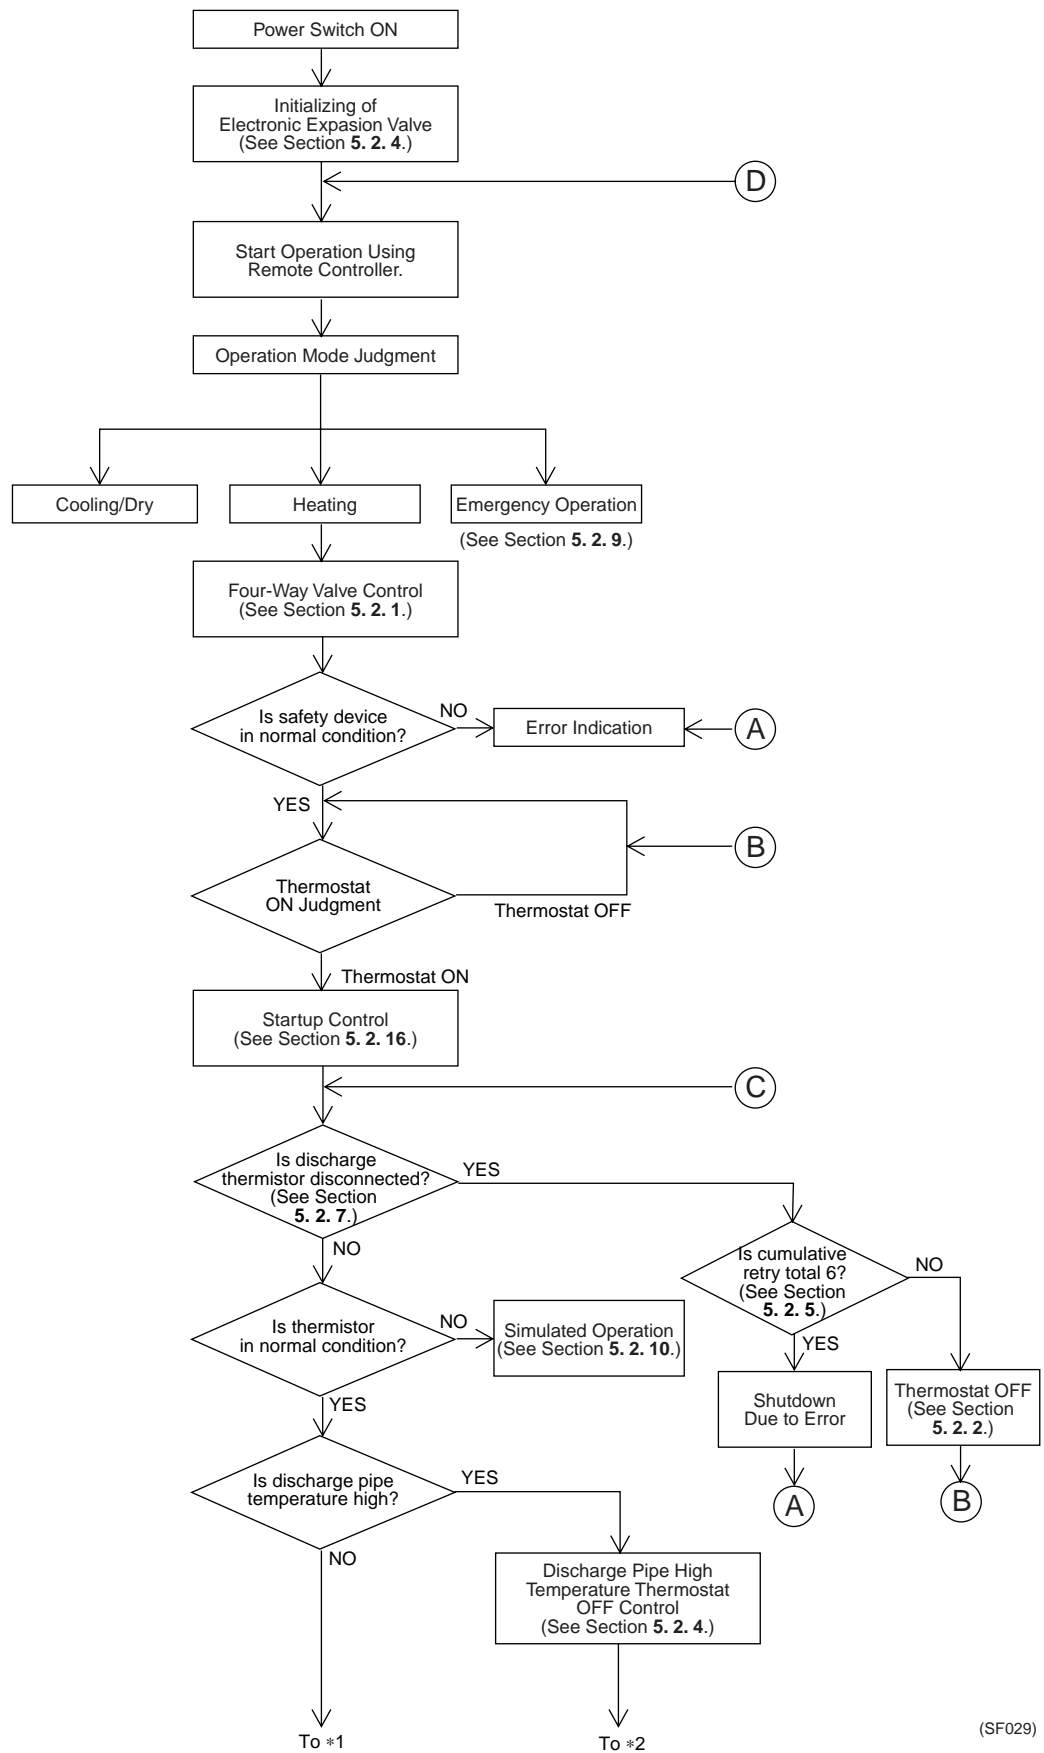 Power Switch ON
Initializing of
Electronic Expasion Valve
(See Section 5. 2. 4.)
D
Start Operation Using
Remote Controller.
Operation Mode Judgment
Cooling/Dry
Heating
Emergency Operation
(See Section 5. 2. 9.)
Four-Way Valve Control
(See Section 5. 2. 1.)
Is safety device
in normal condition?
NO
Error Indication
A
YES
B
Thermostat
ON Judgment
Thermostat OFF
Thermostat ON
Startup Control
(See Section 5. 2. 16.)
C
Is discharge
thermistor disconnected?
(See Section
5. 2. 7.)
YES
NO
Is cumulative
retry total 6?
(See Section
5. 2. 5.)
NO
YES
Is thermistor
in normal condition?
NO
Simulated Operation
(See Section 5. 2. 10.)
YES
Shutdown
Due to Error
Thermostat OFF
(See Section
5. 2. 2.)
A
B
Is discharge pipe
temperature high?
YES
NO
Discharge Pipe High
Temperature Thermostat
OFF Control
(See Section 5. 2. 4.)
To *1
To *2
(SF029)